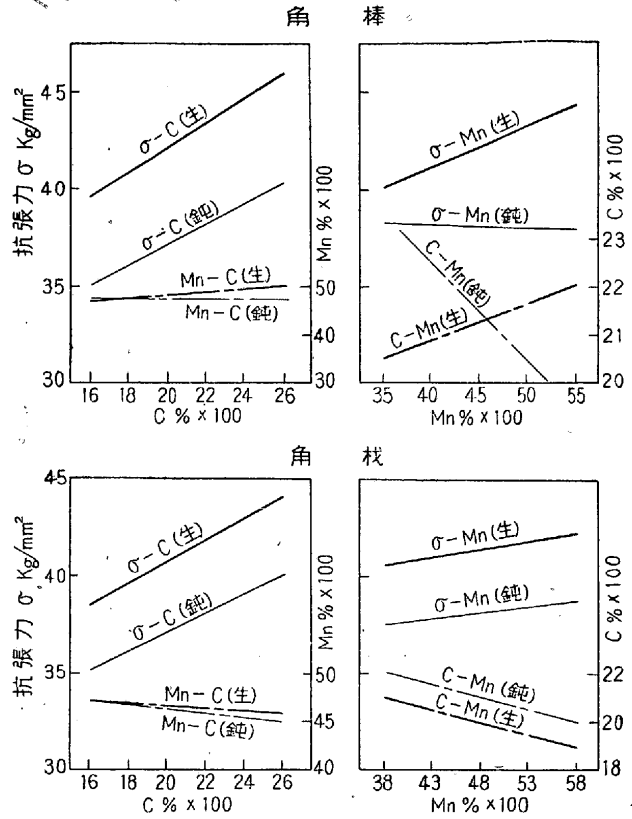 角 棒
抗張力 σ Kg/mm²
45
40
35
30
σ-C(生)
σ-C(鈍)
Mn-C(生)
Mn-C(鈍)
16 18 20 22 24 26
C % × 100
50
45
30
Mn % × 100
σ-Mn(生)
σ-Mn(鈍)
C-Mn(鈍)
C-Mn(生)
35 40 45 50 55
Mn % × 100
23
22
21
20
C % × 100
角 桟
抗張力 σ Kg/mm²
45
40
35
30
σ-C(生)
σ-C(鈍)
Mn-C(生)
Mn-C(鈍)
16 18 20 22 24 26
C % × 100
50
45
40
Mn % × 100
σ-Mn(生)
σ-Mn(鈍)
C-Mn(鈍)
C-Mn(生)
38 43 48 53 58
Mn % × 100
22
20
18
C % × 100